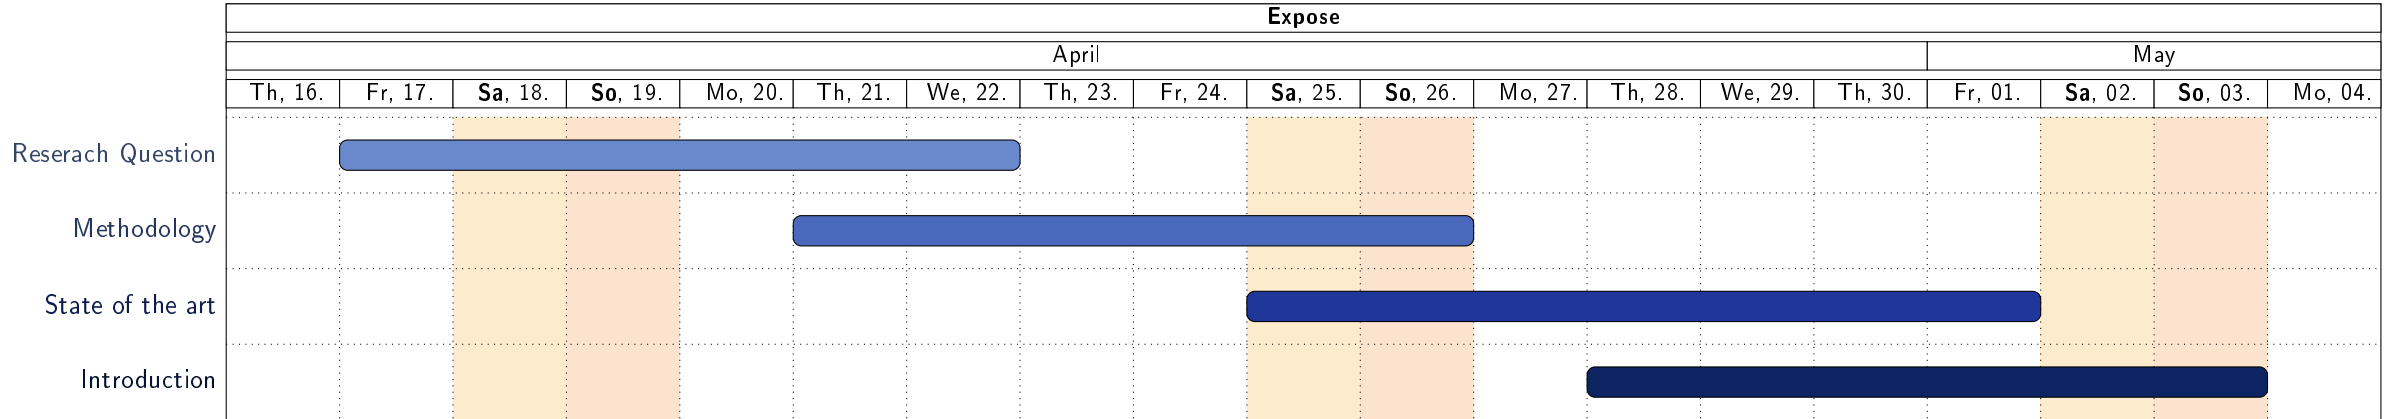 Expose
April May
Th, 16. Fr, 17. Sa, 18. So, 19. Mo, 20. Th, 21. We, 22. Th, 23. Fr, 24. Sa, 25. So, 26. Mo, 27. Th, 28. We, 29. Th, 30. Fr, 01. Sa, 02. So, 03. Mo, 04.
Reserach Question
Methodology
State of the art
Introduction